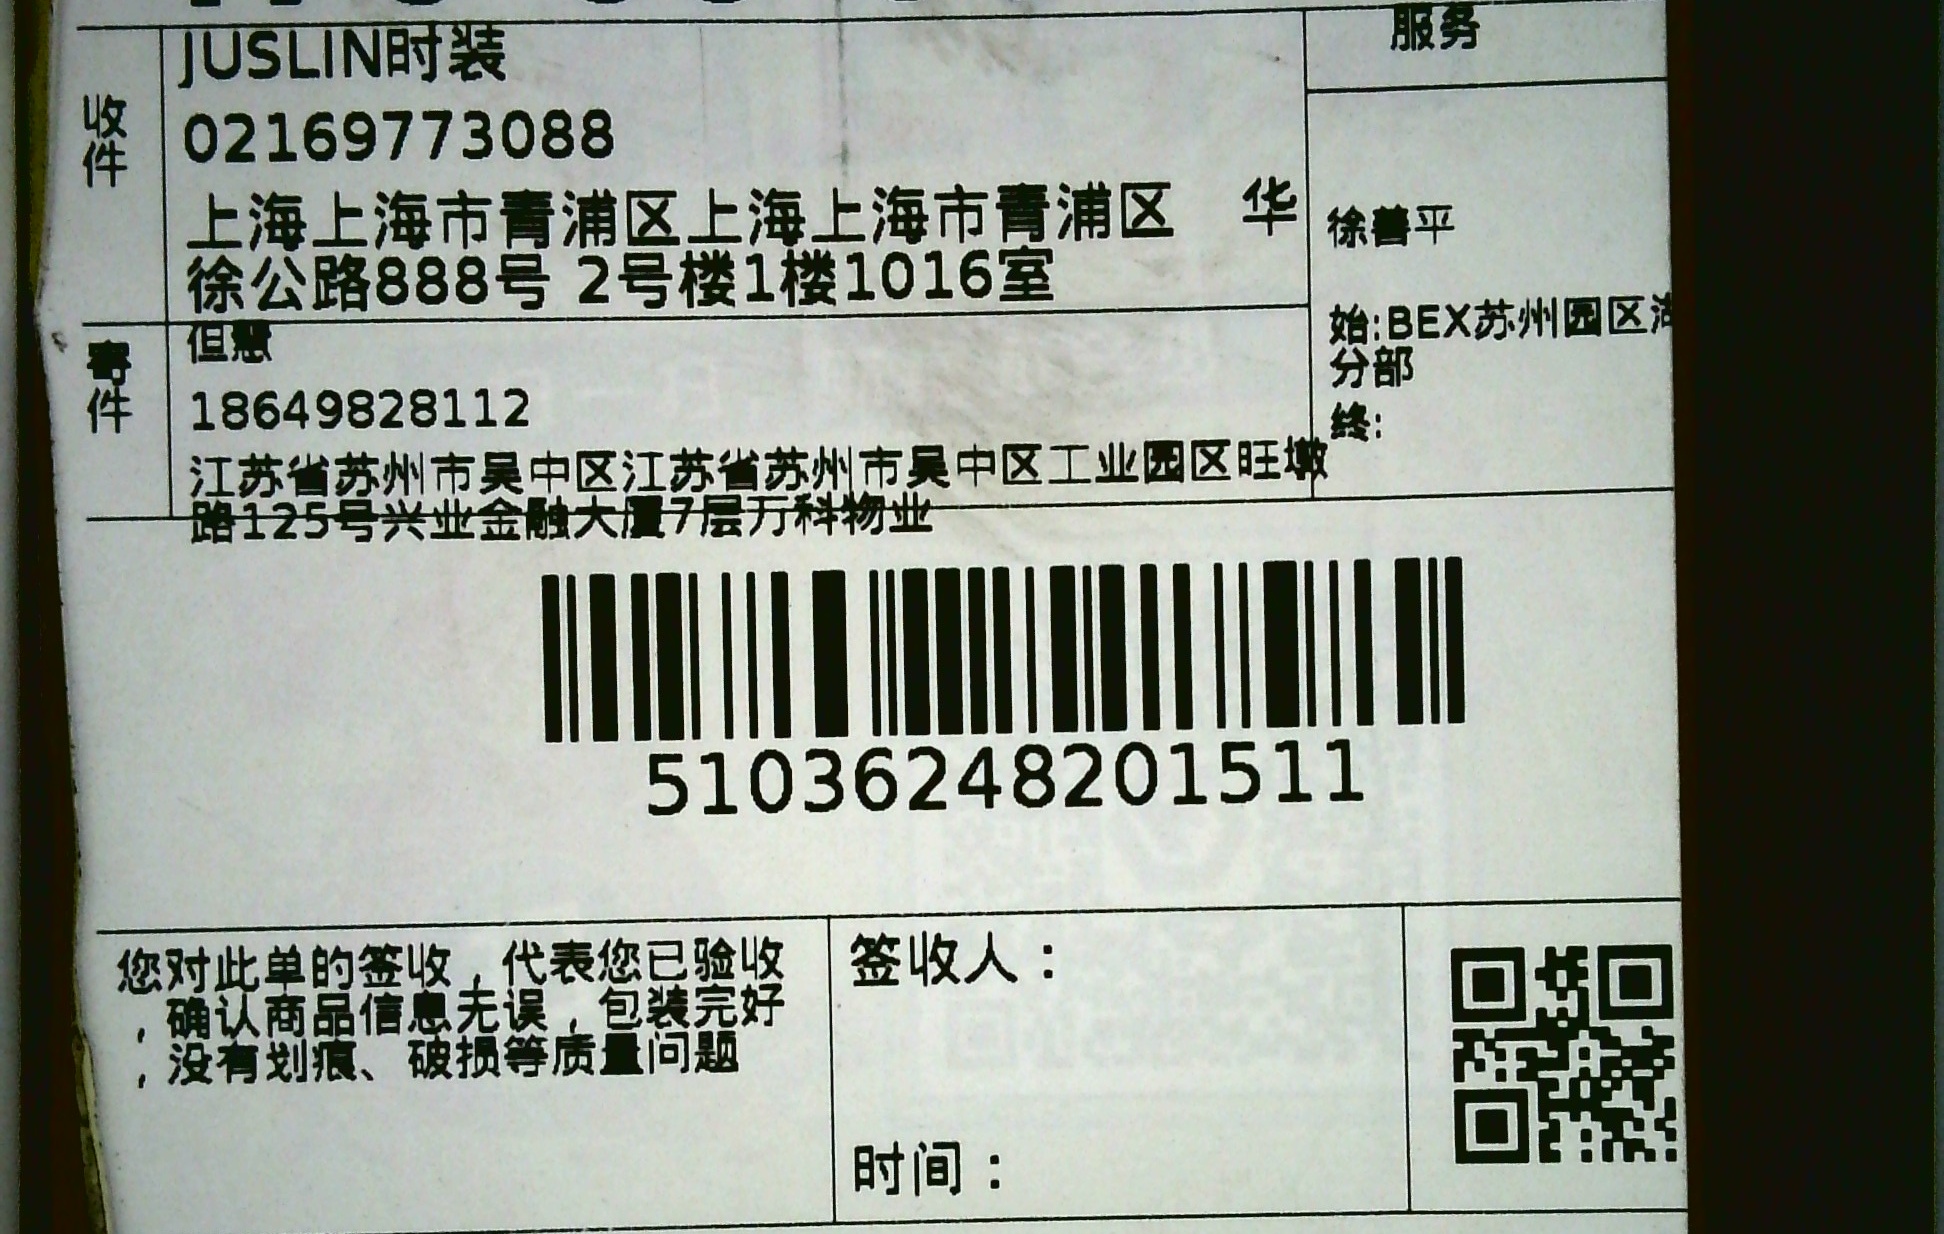 服务
收件
JUSLIN时装
02169773088
上海上海市青浦区上海上海市青浦区 华
徐公路888号 2号楼1楼1016室
徐善平
始:BEX苏州园区
分部
终:
寄件
但慧
18649828112
江苏省苏州市吴中区江苏省苏州市吴中区工业园区旺墩
路125号兴业金融大厦7层万科物业
51036248201511
您对此单的签收，代表您已验收
，确认商品信息无误，包装完好
，没有划痕、破损等质量问题
签收人：
时间：